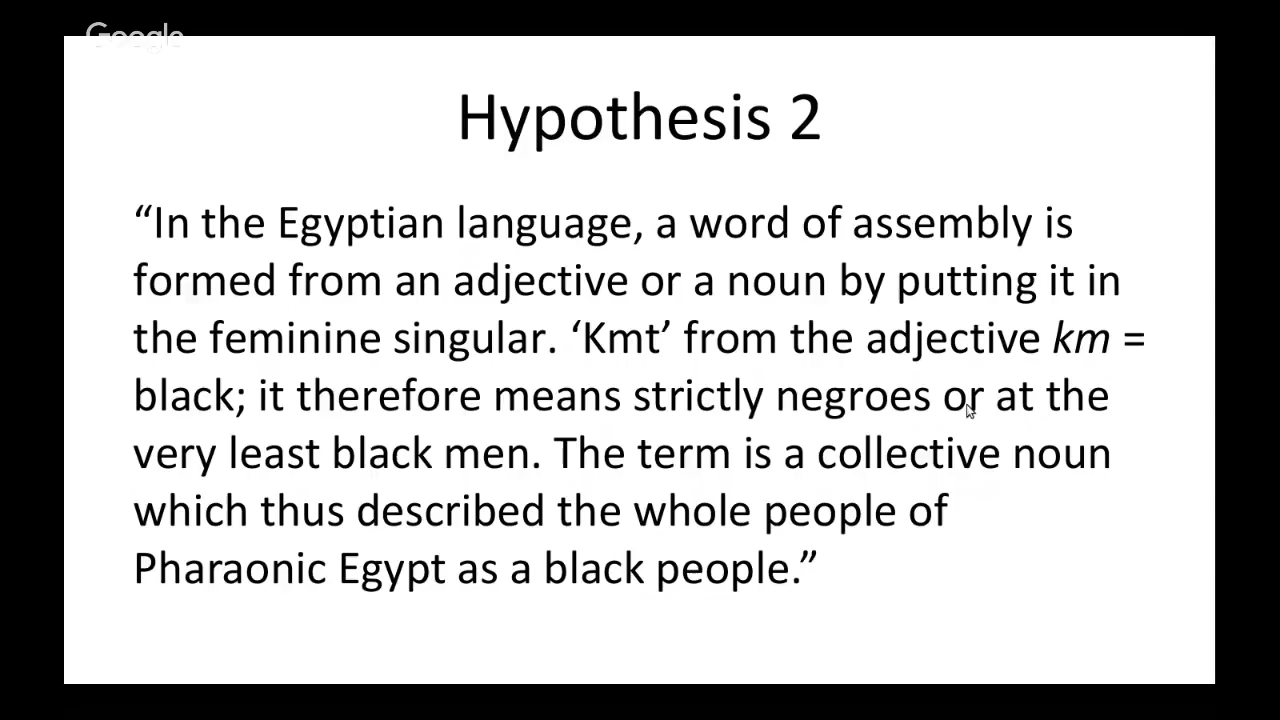 Google
Hypothesis 2
“In the Egyptian language, a word of assembly is
formed from an adjective or a noun by putting it in
the feminine singular. ‘Kmt’ from the adjective km =
black; it therefore means strictly negroes or at the
very least black men. The term is a collective noun
which thus described the whole people of
Pharaonic Egypt as a black people.”